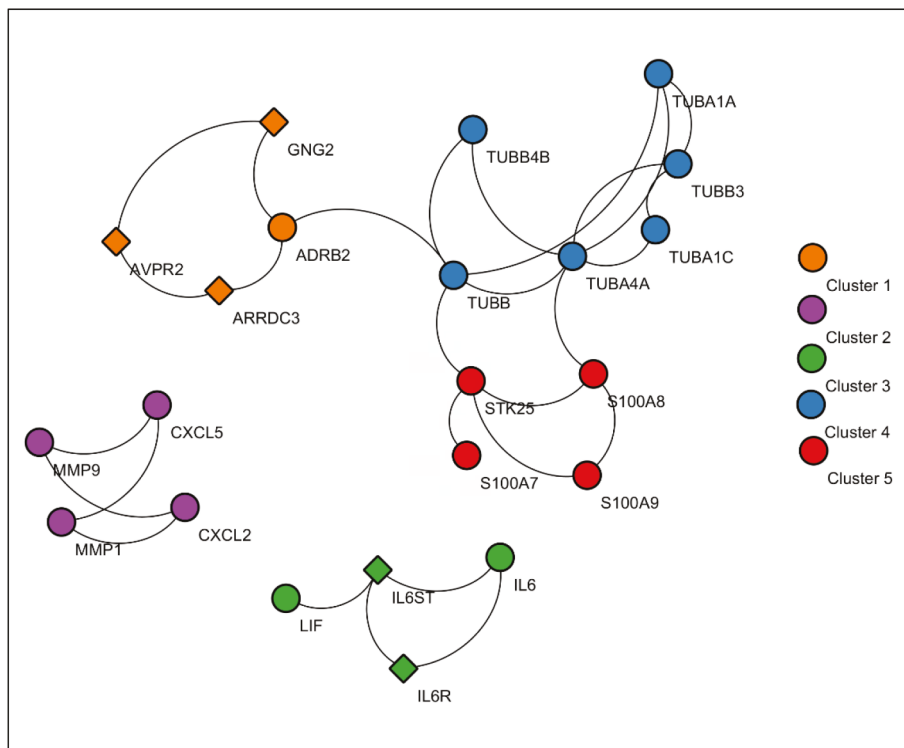 TUBA1A
GNG2
TUBB4B
TUBB3
ADRB2
TUBA1C
AVPR2
TUBB
TUBA4A
Cluster 1
ARRDC3
Cluster 2
Cluster 3
STK25
S100A8
CXCL5
Cluster 4
MMP9
S100A7
Cluster 5
S100A9
CXCL2
MMP1
IL6ST
IL6
LIF
IL6R